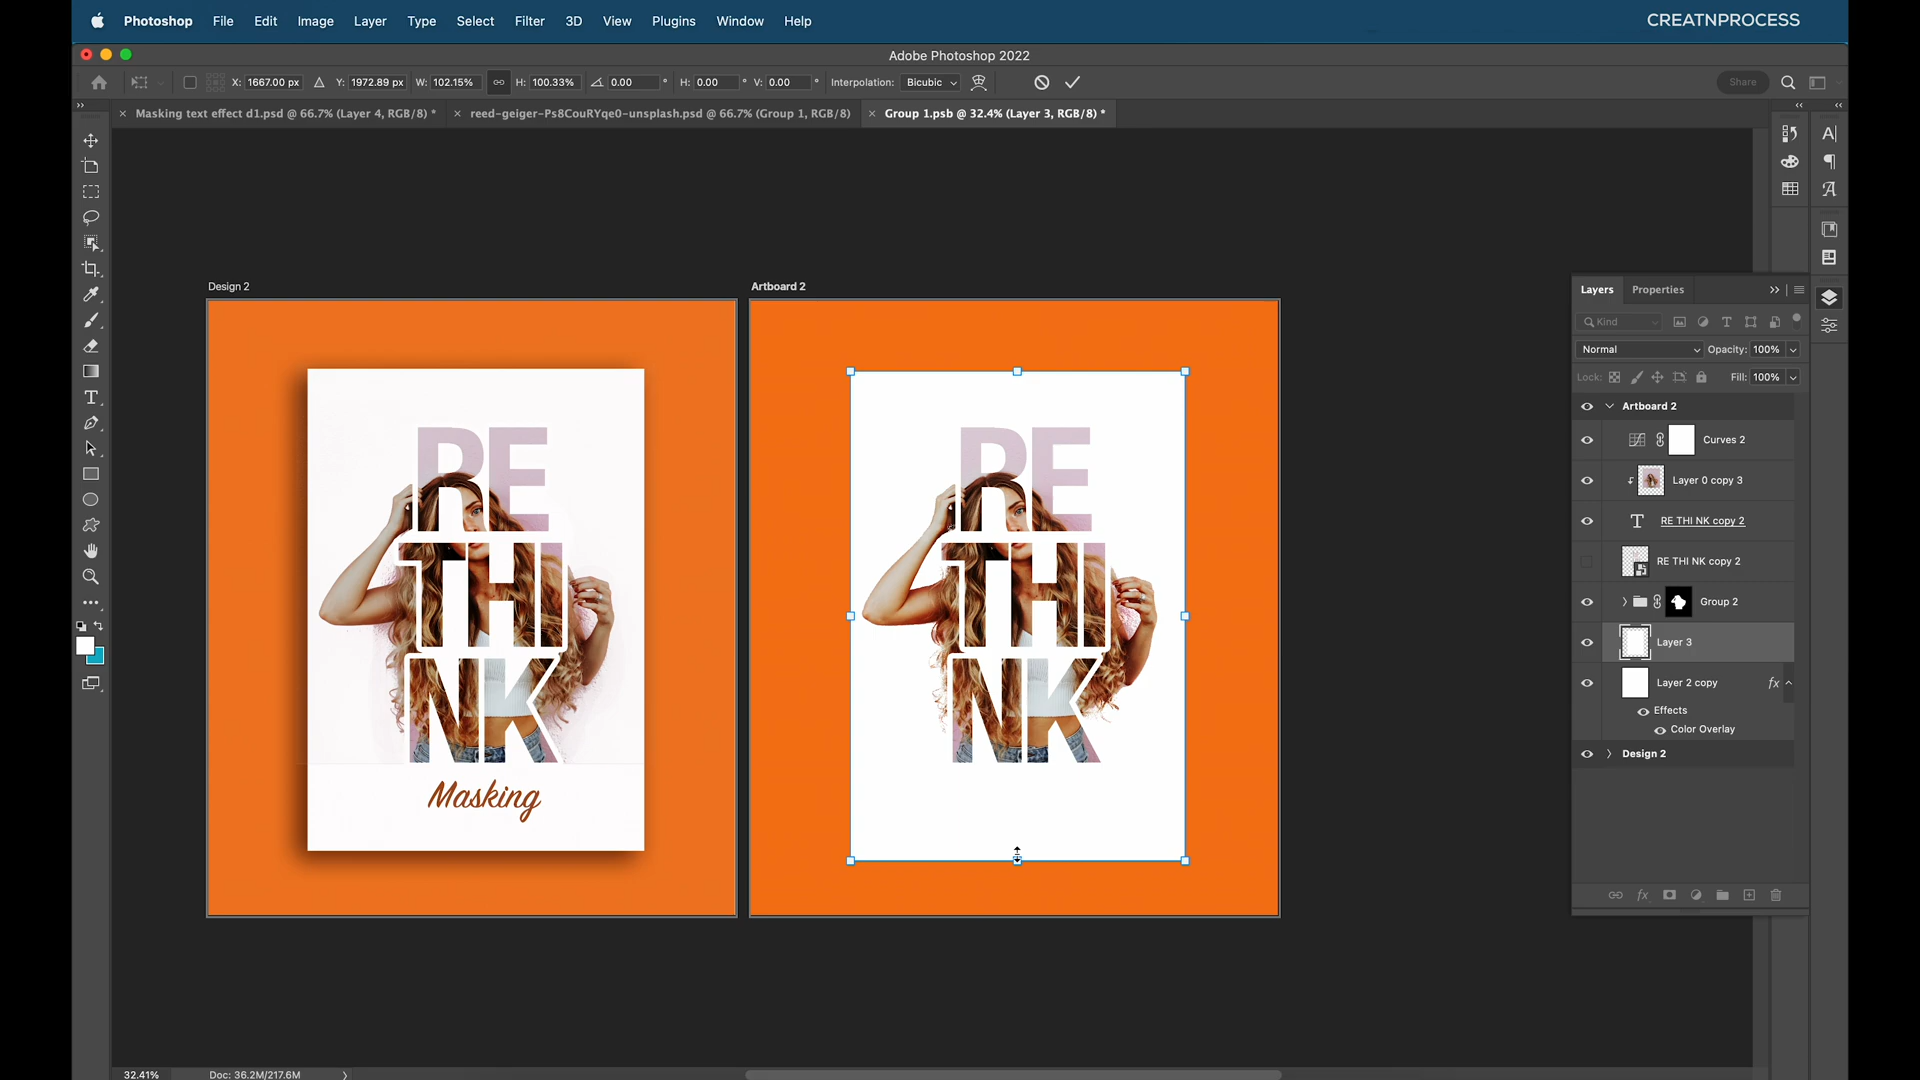 Photoshop File Edit Image Layer Type Select Filter 3D View Plugins Window Help
CREATNPROCESS
Adobe Photoshop 2022
X: 1667.00 px Y: 1972.89 px W: 102.15% H: 100.33% 0.00 ° H: 0.00 ° V: 0.00 ° Interpolation: Bicubic Share
Masking text effect d1.psd @ 66.7% (Layer 4, RGB/8) *
reed-geiger-Ps8CouRYqe0-unsplash.psd @ 66.7% (Group 1, RGB/8)
Group 1.psb @ 32.4% (Layer 3, RGB/8) *
Design 2
RE
THI
NK
Masking
Artboard 2
RE
THI
NK
Layers Properties
Kind
Normal Opacity: 100%
Lock: Fill: 100%
Artboard 2
Curves 2
Layer 0 copy 3
RE THI NK copy 2
RE THI NK copy 2
Group 2
Layer 3
Layer 2 copy fx
Effects
Color Overlay
Design 2
fx
32.41% Doc: 36.2M/217.6M